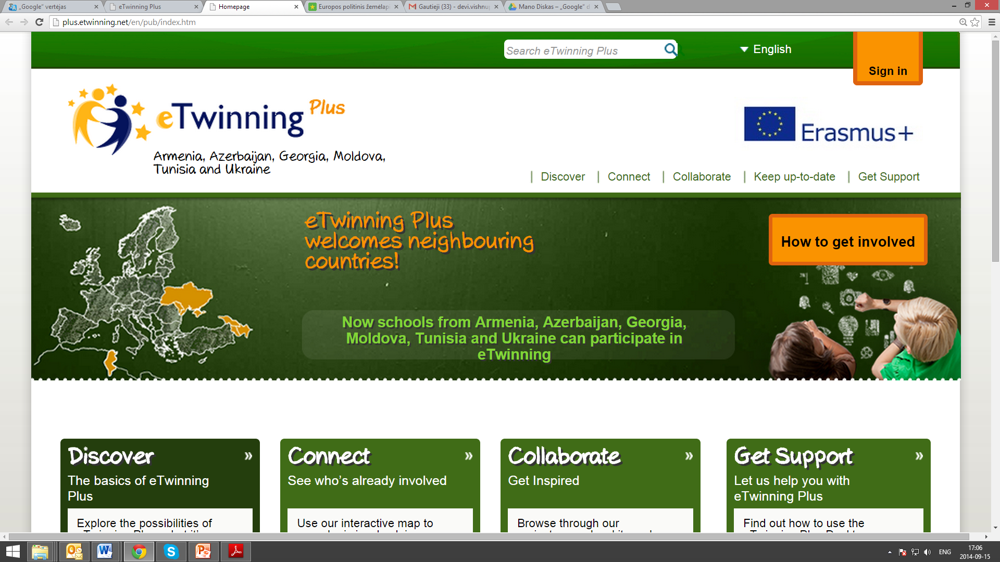 „Google“ vertėjas
eTwinning Plus
Homepage
Europos politinis žemėlapi
Gautieji (33) - devi.vishnu
Mano Diskas – „Google“ d
plus.etwinning.net/en/pub/index.htm
Search eTwinning Plus
English
Sign in
eTwinning Plus
Armenia, Azerbaijan, Georgia, Moldova,
Tunisia and Ukraine
Erasmus+
| Discover | Connect | Collaborate | Keep up-to-date | Get Support
eTwinning Plus
welcomes neighbouring
countries!
How to get involved
Now schools from Armenia, Azerbaijan, Georgia,
Moldova, Tunisia and Ukraine can participate in
eTwinning
Discover »
The basics of eTwinning
Plus
Explore the possibilities of
Connect »
See who’s already involved
Use our interactive map to
Collaborate »
Get Inspired
Browse through our
Get Support »
Let us help you with
eTwinning Plus
Find out how to use the
ENG
17:06
2014-09-15